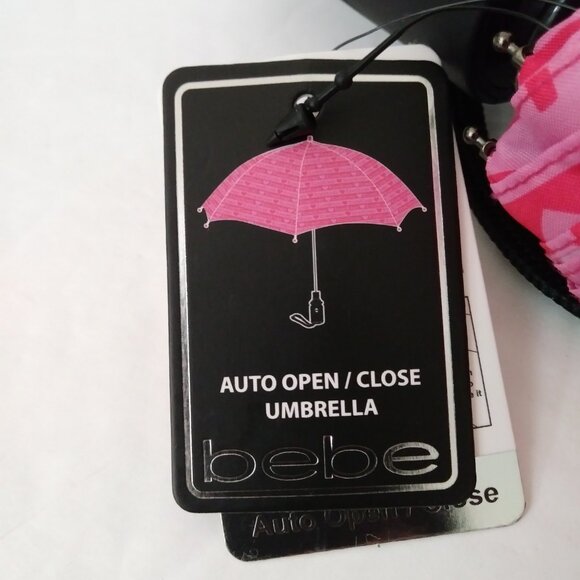 AUTO OPEN / CLOSE
UMBRELLA
bebe
Auto Open / Close